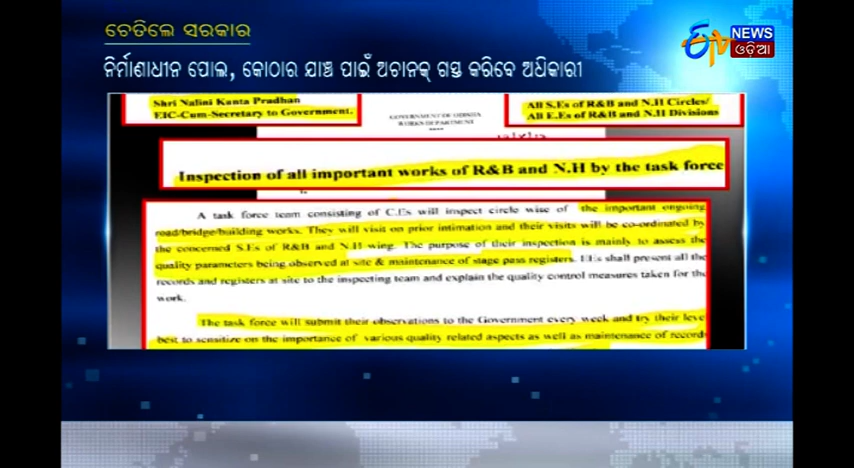 ଚେତିଲେ ସରକାର
ETV NEWS
ଓଡ଼ିଆ
ନିର୍ମାଣାଧୀନ ପୋଲ, କୋଠାର ଯାଞ୍ଚ ପାଇଁ ଅଚାନକ୍ ଗସ୍ତ କରିବେ ଅଧିକାରୀ
Shri Nalini Kanta Pradhan
EIC-Cum-Secretary to Government.
GOVERNMENT OF ODISHA
WORKS DEPARTMENT
All S.Es of R&B and N.H Circles/
All E.Es of R&B and N.H Divisions
Inspection of all important works of R&B and N.H by the task force
A task force team consisting of C.Es will inspect circle wise of the important ongoing
road/bridge/building works. They will visit on prior intimation and their visits will be co-ordinated by
the concerned S.Es of R&B and N.H wing. The purpose of their inspection is mainly to assess the
quality parameters being observed at site & maintenance of stage pass registers. EEs shall present all the
records and registers at site to the inspecting team and explain the quality control measures taken for the
work.
The task force will submit their observations to the Government every week and try their level
best to sensitize on the importance of various quality related aspects as well as maintenance of records